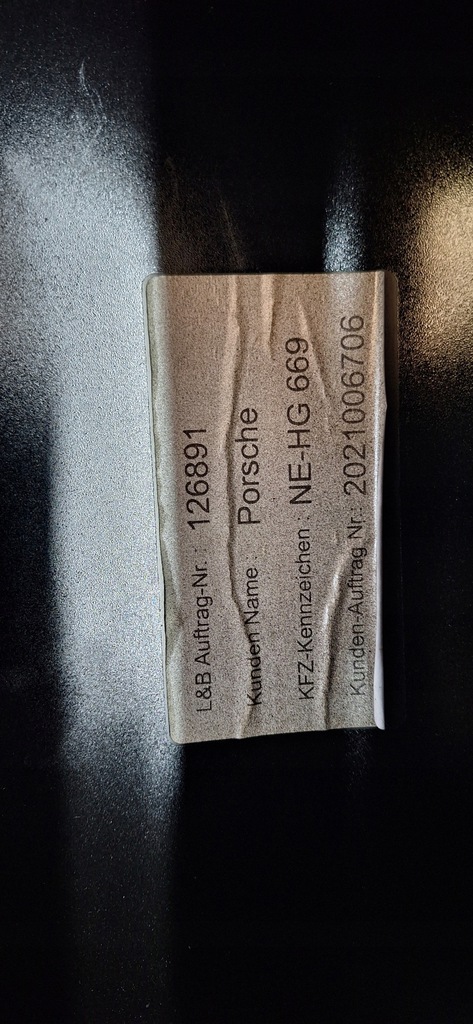 L&B Auftrag-Nr. : 126891
Kunden Name : Porsche
KFZ-Kennzeichen : NE-HG 669
Kunden-Auftrag Nr.: 2021006706